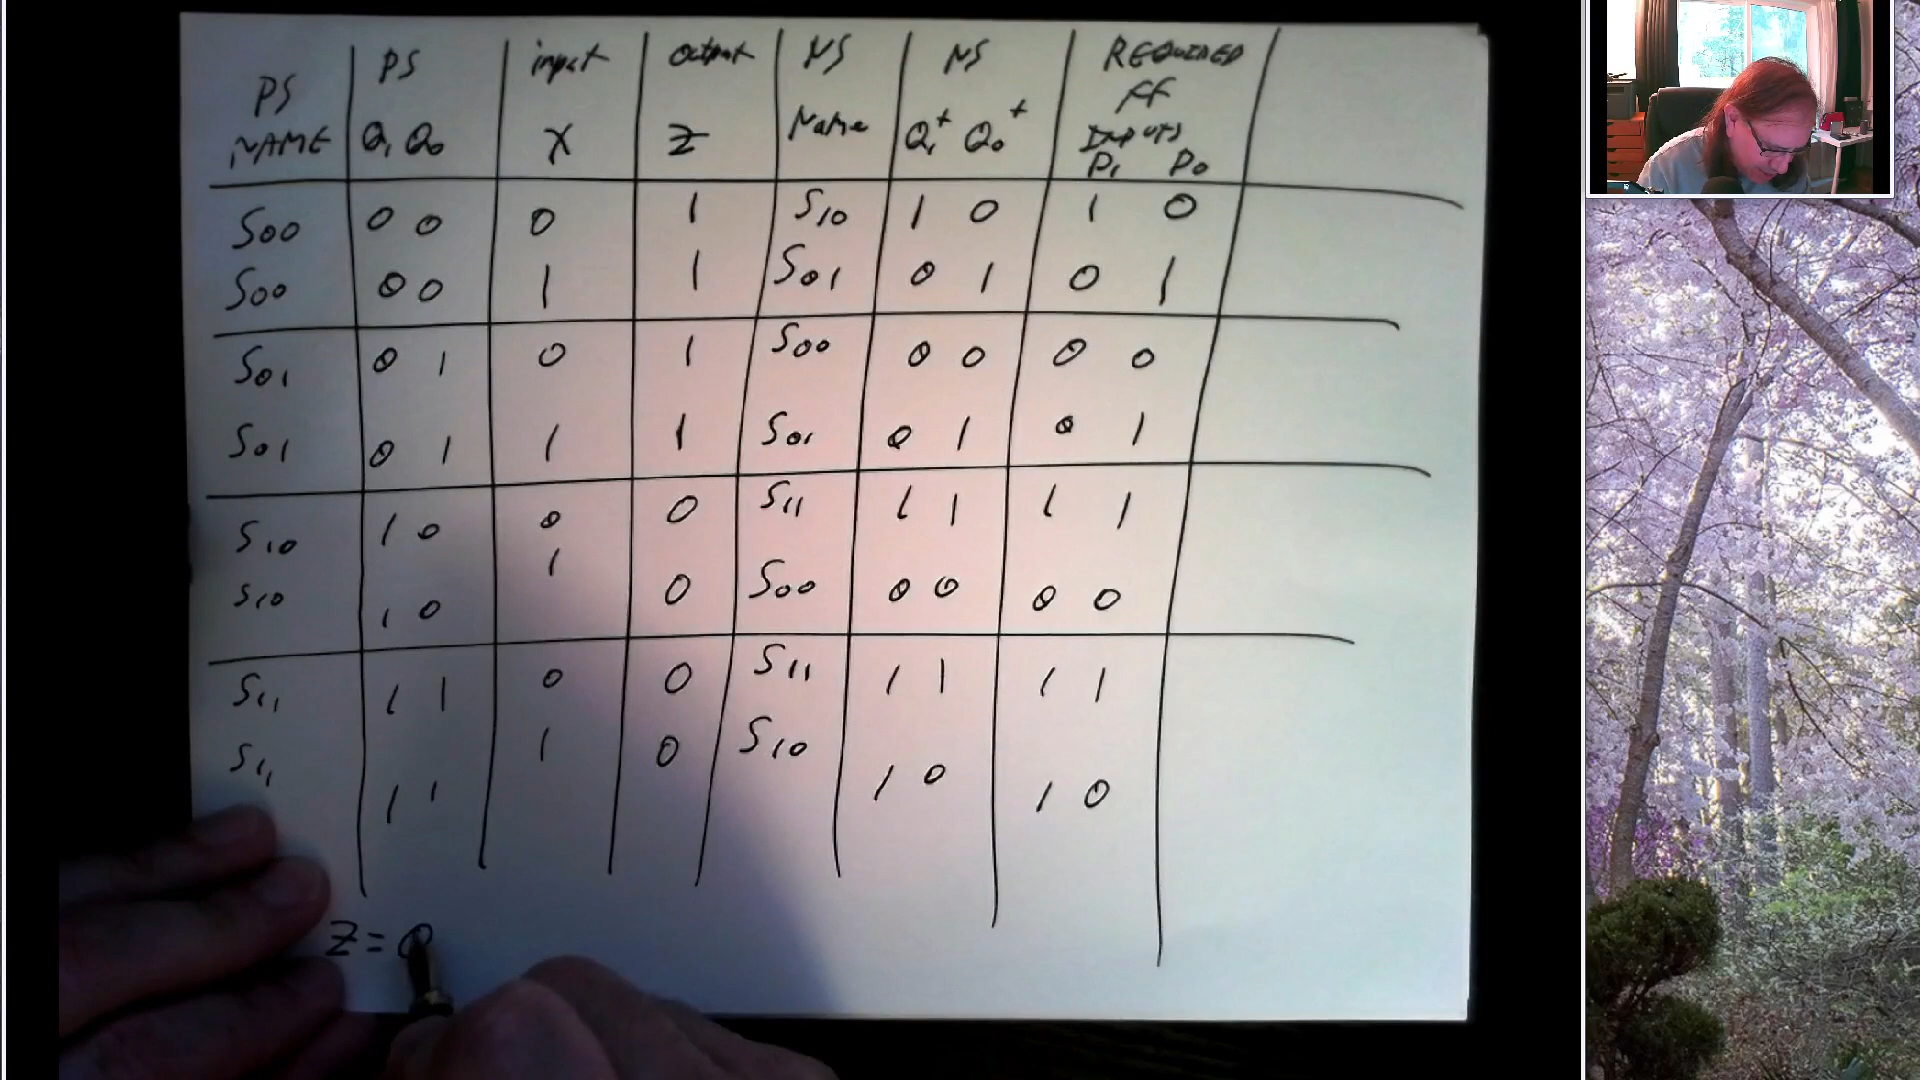 PS NAME | PS Q1 Q0 | input X | output Z | NS Name | NS Q1+ Q0+ | REQUIRED FF INPUTS D1 D0
S00 | 0 0 | 0 | 1 | S10 | 1 0 | 1 0
S00 | 0 0 | 1 | 1 | S01 | 0 1 | 0 1
S01 | 0 1 | 0 | 1 | S00 | 0 0 | 0 0
S01 | 0 1 | 1 | 1 | S01 | 0 1 | 0 1
S10 | 1 0 | 0 | 0 | S11 | 1 1 | 1 1
S10 | 1 0 | 1 | 0 | S00 | 0 0 | 0 0
S11 | 1 1 | 0 | 0 | S11 | 1 1 | 1 1
S11 | 1 1 | 1 | 0 | S10 | 1 0 | 1 0
Z =